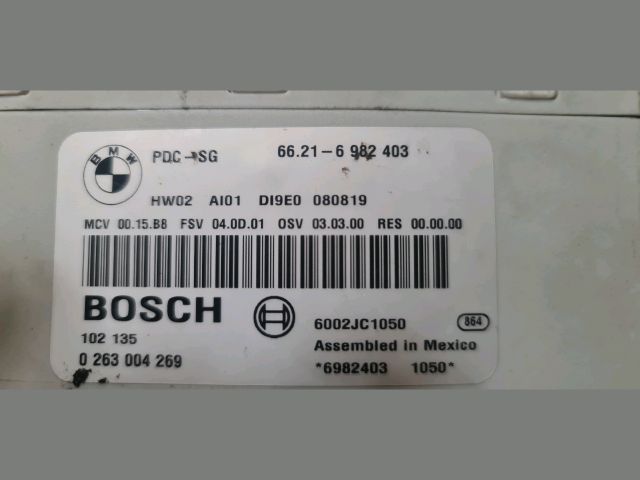 BMW
PDC-SG 66.21-6 982 403
HW02 AI01 DI9E0 080819
MCV 00.15.BB FSV 04.0D.01 OSV 03.03.00 RES 00.00.00
BOSCH
6002JC1050 864
102 135
Assembled in Mexico
0 263 004 269
*6982403 1050*